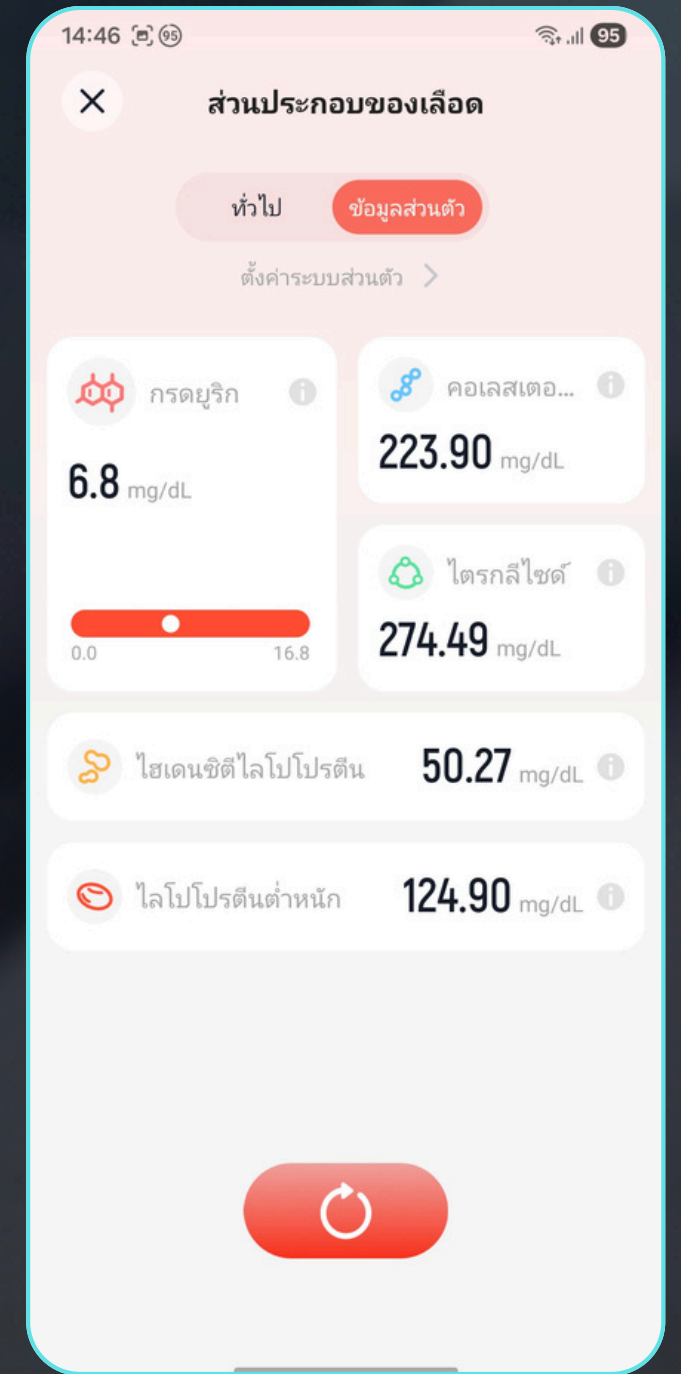 14:46 95 95
ส่วนประกอบของเลือด
ทั่วไป ข้อมูลส่วนตัว
ตั้งค่าระบบส่วนตัว
กรดยูริก
6.8 mg/dL
0.0 16.8
คอเลสเตอ...
223.90 mg/dL
ไตรกลีไซด์
274.49 mg/dL
ไฮเดนซิตีไลโปโปรตีน 50.27 mg/dL
ไลโปโปรตีนต่ำหนัก 124.90 mg/dL